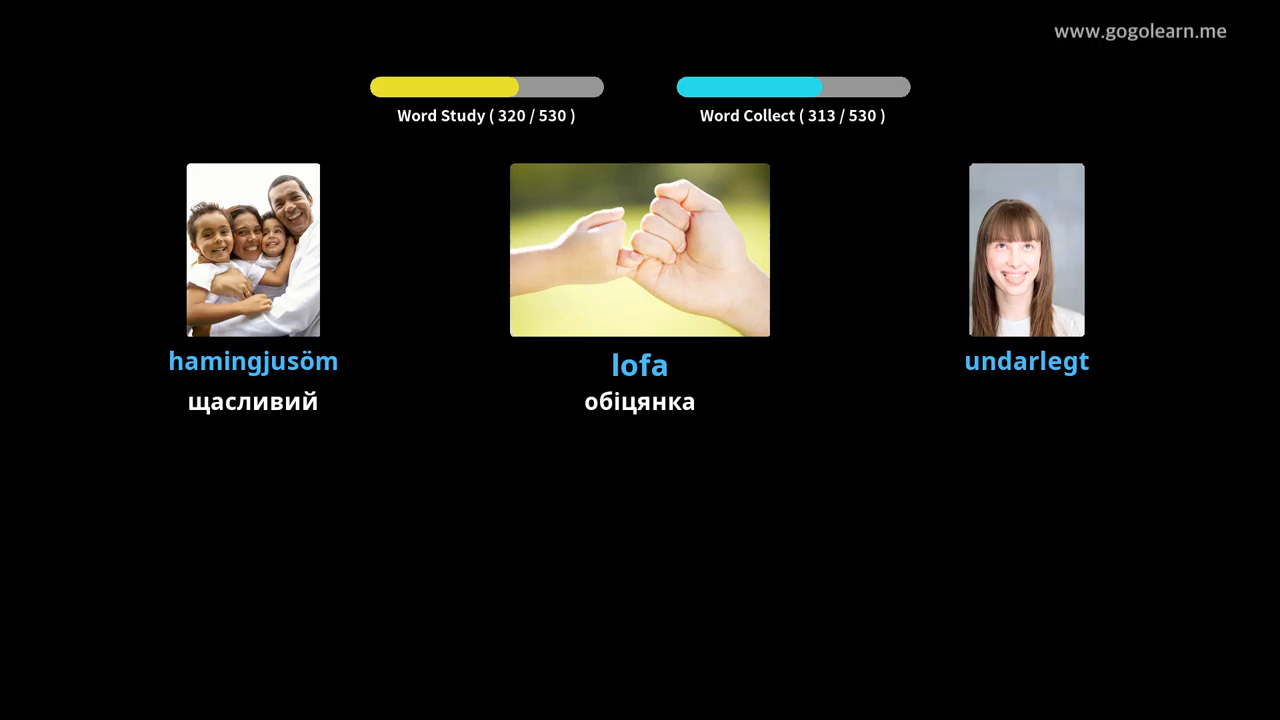 www.gogolearn.me
Word Study ( 320 / 530 )
Word Collect ( 313 / 530 )
hamingjusöm
lofa
undarlegt
щасливий
обіцянка